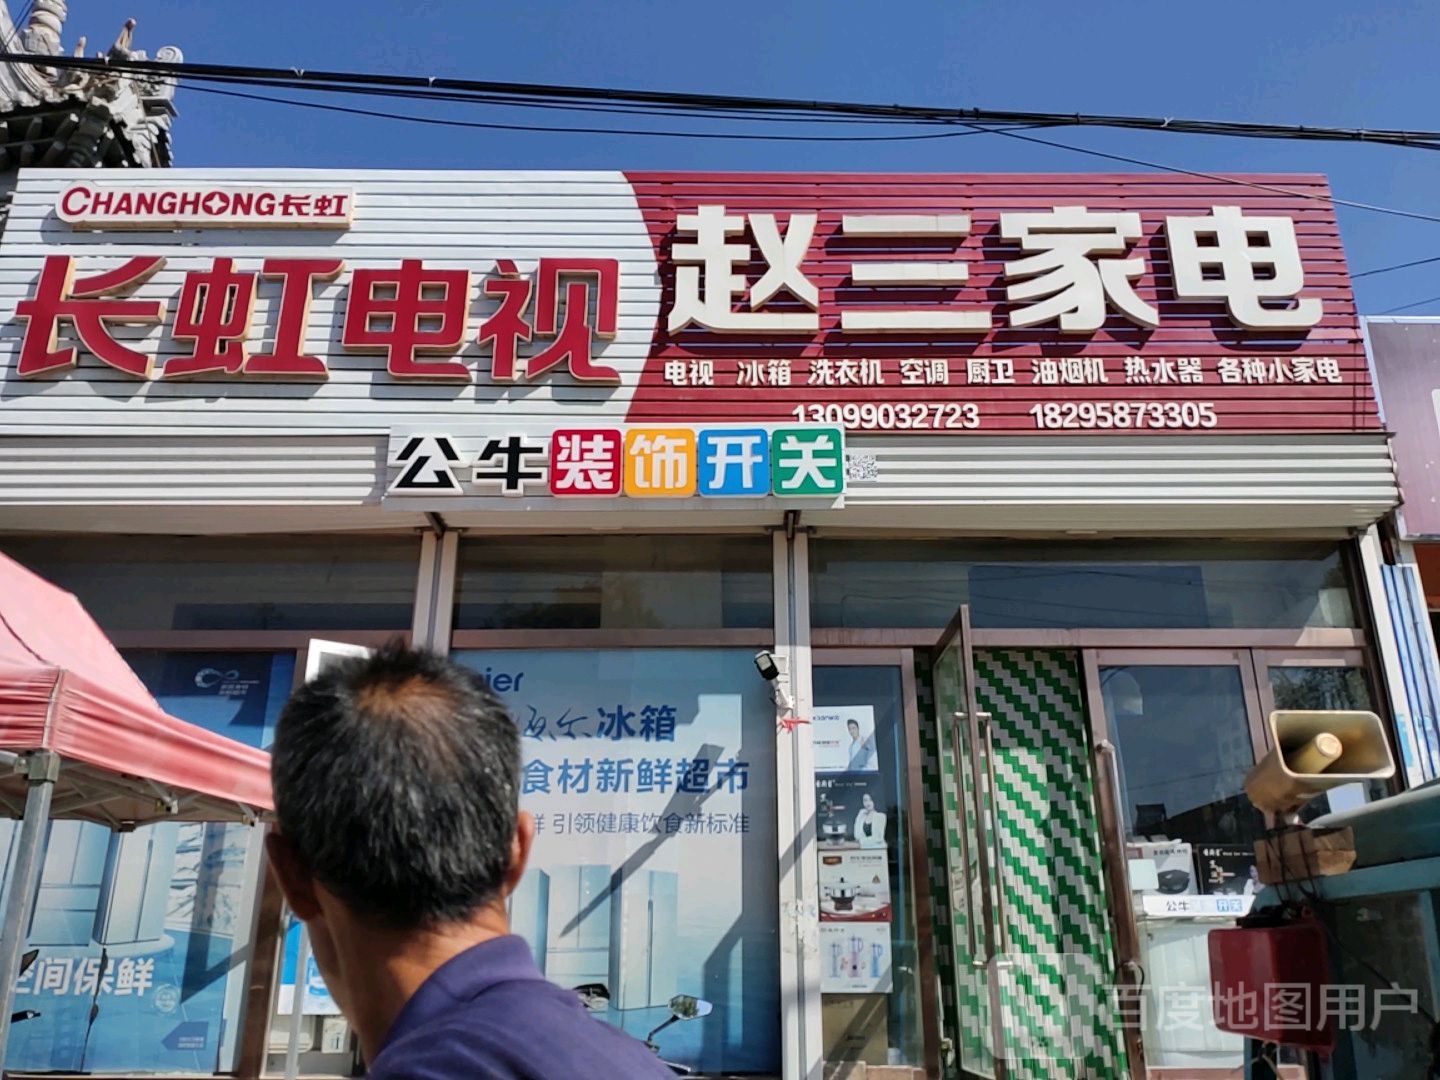 CHANGHONG长虹
长虹电视
赵三家电
电视 冰箱 洗衣机 空调 厨卫 油烟机 热水器 各种小家电
13099032723 18295873305
公牛装饰开关
冰箱
食材新鲜超市
鲜 引领健康饮食新标准
空间保鲜
公牛 开关
百度地图用户